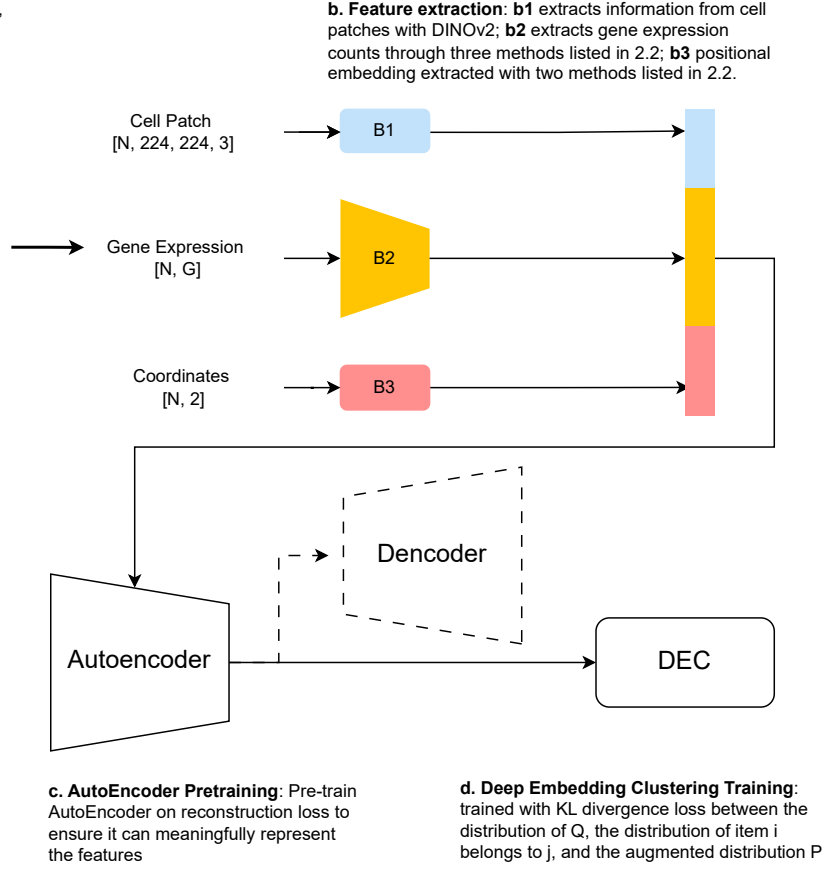 b. Feature extraction: b1 extracts information from cell
patches with DINOv2; b2 extracts gene expression
counts through three methods listed in 2.2; b3 positional
embedding extracted with two methods listed in 2.2.
Cell Patch
[N, 224, 224, 3]
B1
Gene Expression
[N, G]
B2
Coordinates
[N, 2]
B3
Dencoder
Autoencoder
DEC
c. AutoEncoder Pretraining: Pre-train
AutoEncoder on reconstruction loss to
ensure it can meaningfully represent
the features
d. Deep Embedding Clustering Training:
trained with KL divergence loss between the
distribution of Q, the distribution of item i
belongs to j, and the augmented distribution P